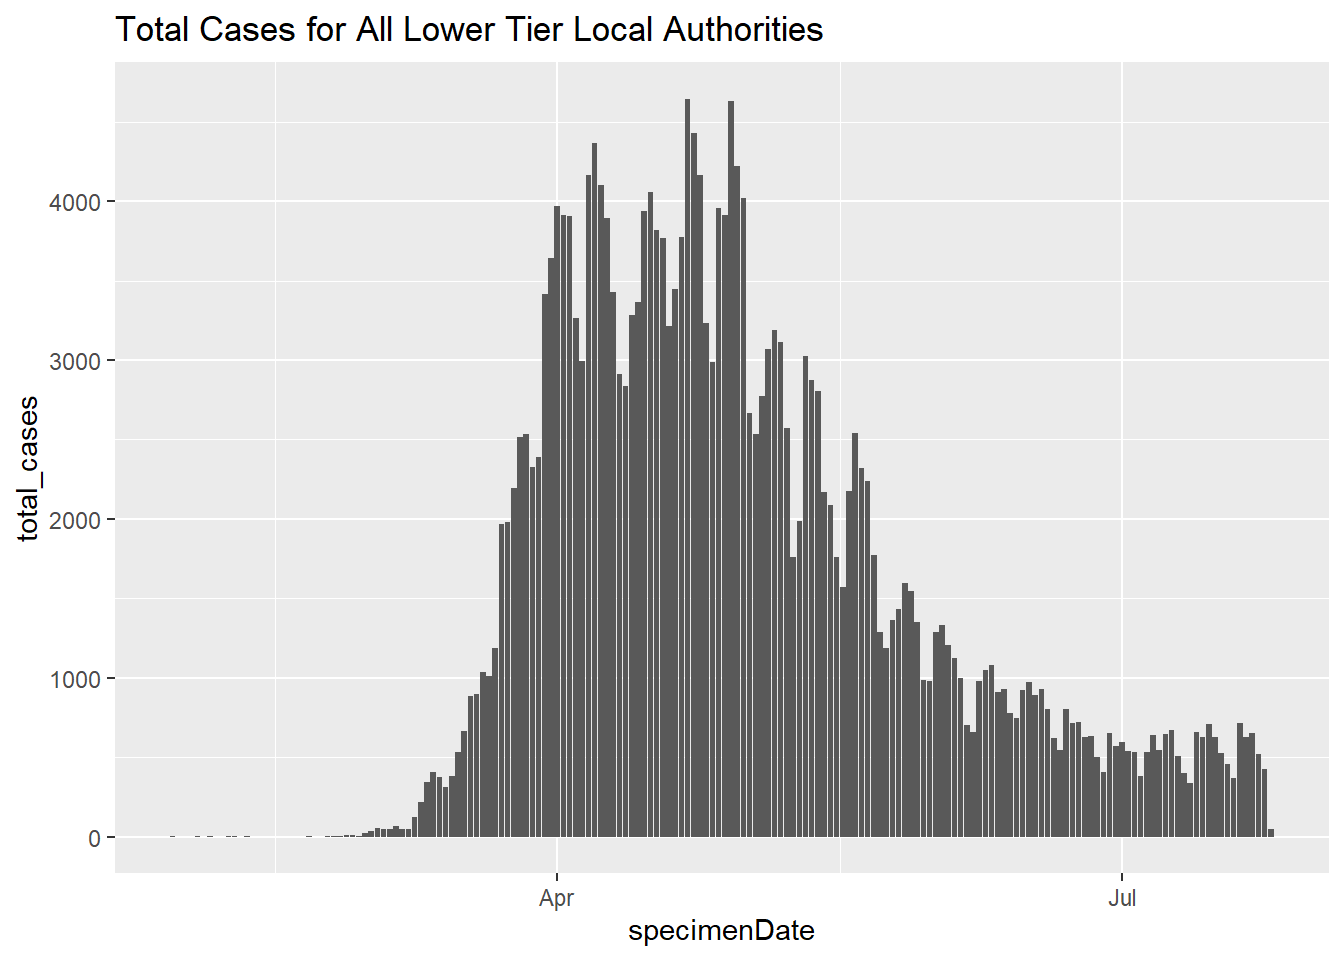 Total Cases for All Lower Tier Local Authorities
4000
3000
2000
1000
0
total_cases
Apr
Jul
specimenDate